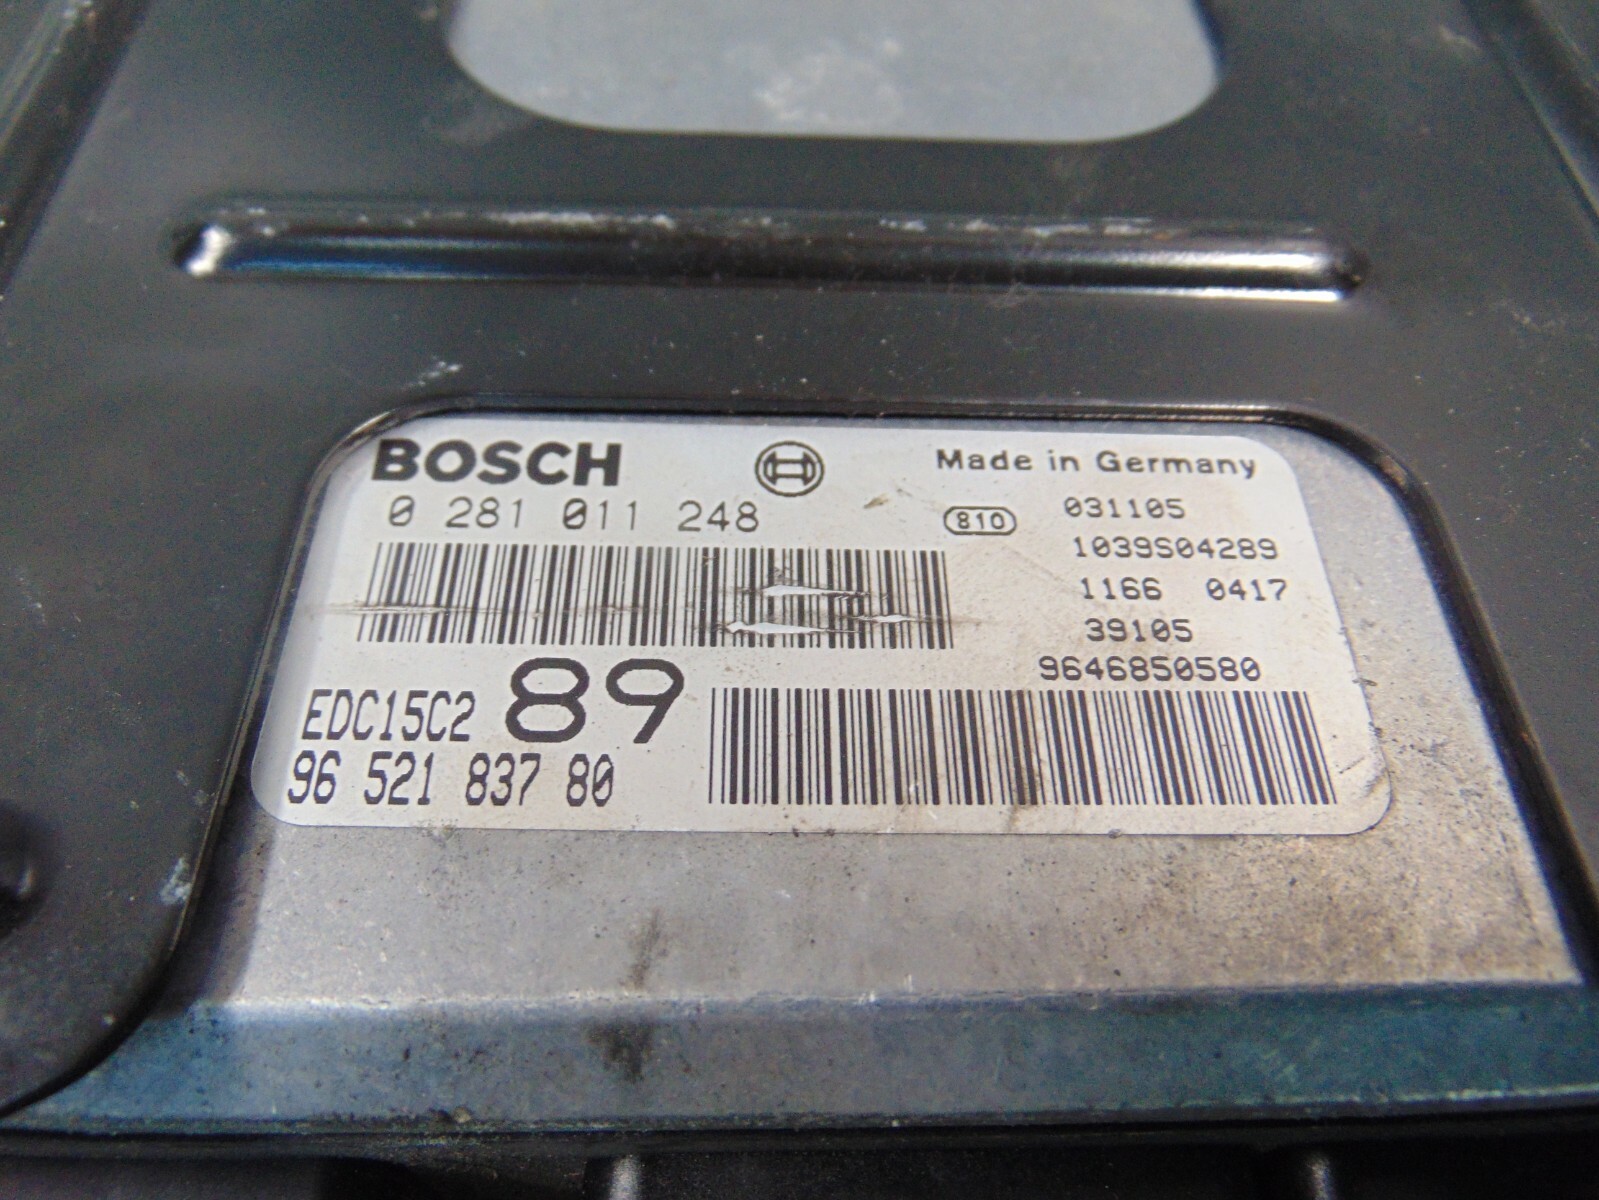 BOSCH
Made in Germany
0 281 011 248
810
031105
1039S04289
1166 0417
39105
9646850580
EDC15C2 89
96 521 837 80